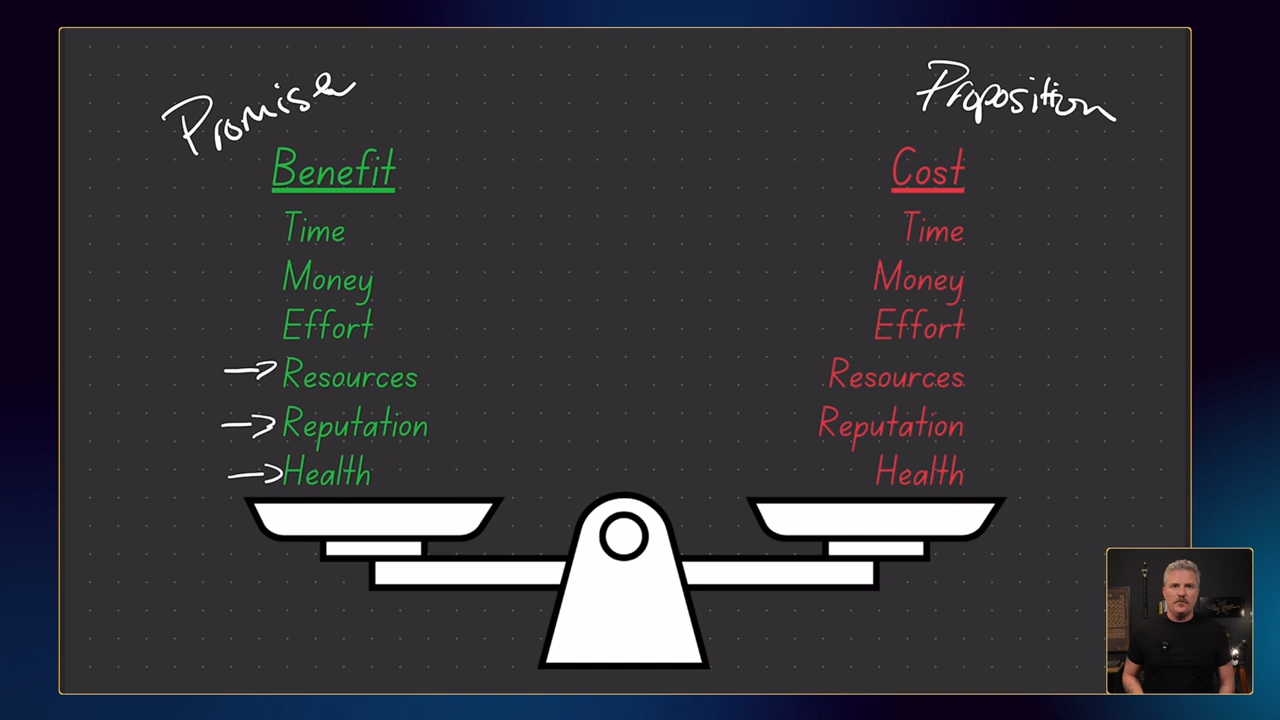 Promise
Benefit
Time
Money
Effort
→ Resources
→ Reputation
→ Health
Proposition
Cost
Time
Money
Effort
Resources
Reputation
Health